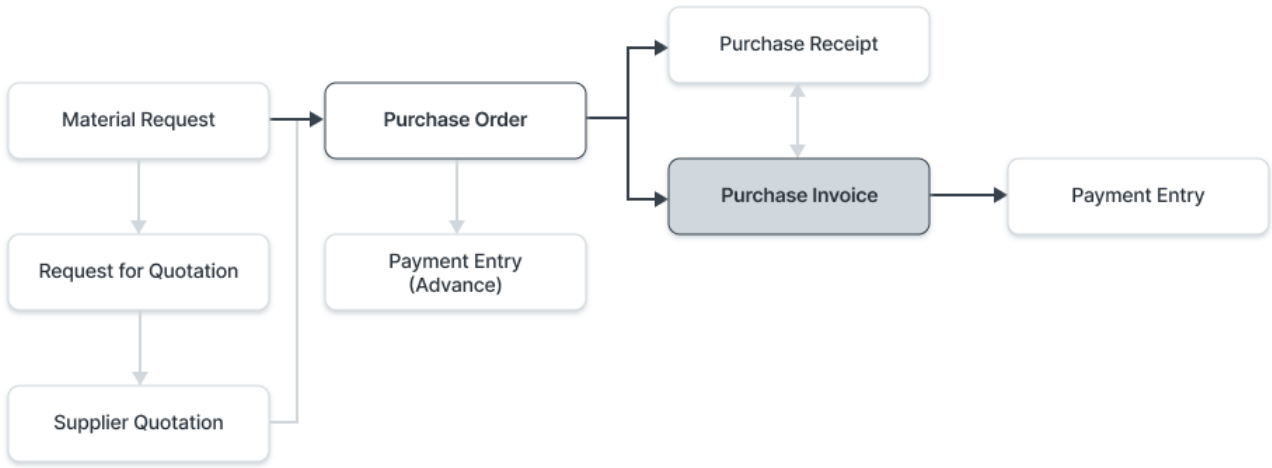 Purchase Receipt
Material Request
Purchase Order
Purchase Invoice
Payment Entry
Request for Quotation
Payment Entry
(Advance)
Supplier Quotation